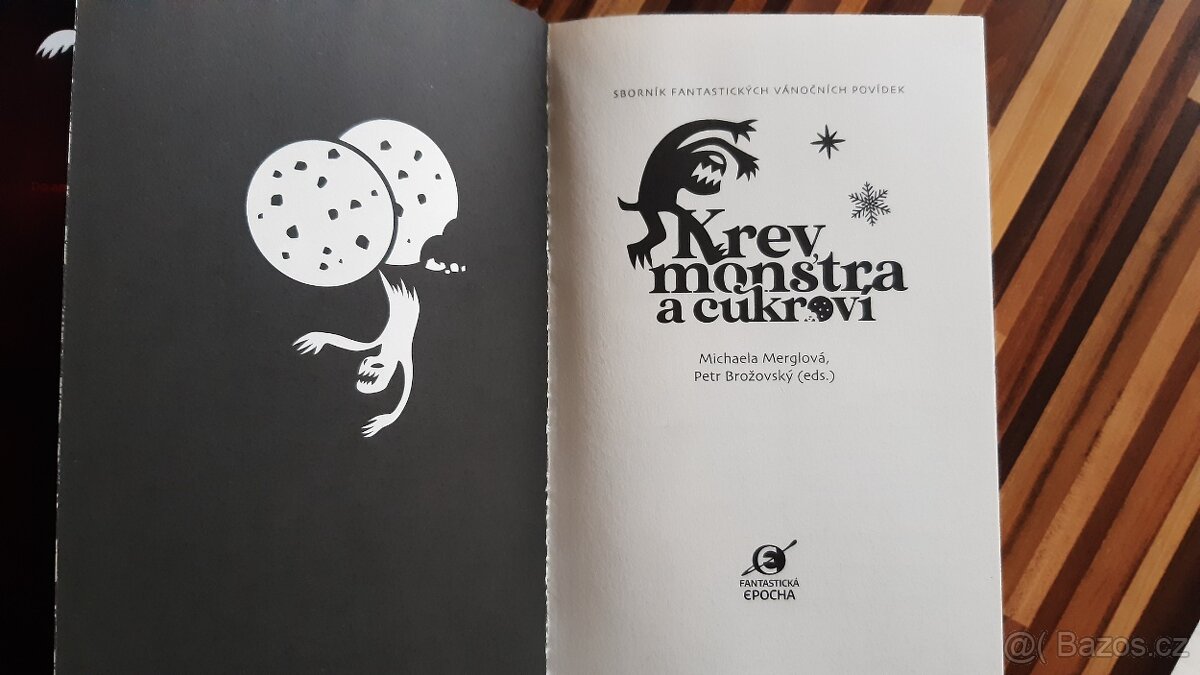 SBORNÍK FANTASTICKÝCH VÁNOČNÍCH POVÍDEK
Krev,
monstra
a cukroví
Michaela Merglová,
Petr Brožovský (eds.)
FANTASTICKÁ
EPOCHA
@( Bazos.cz